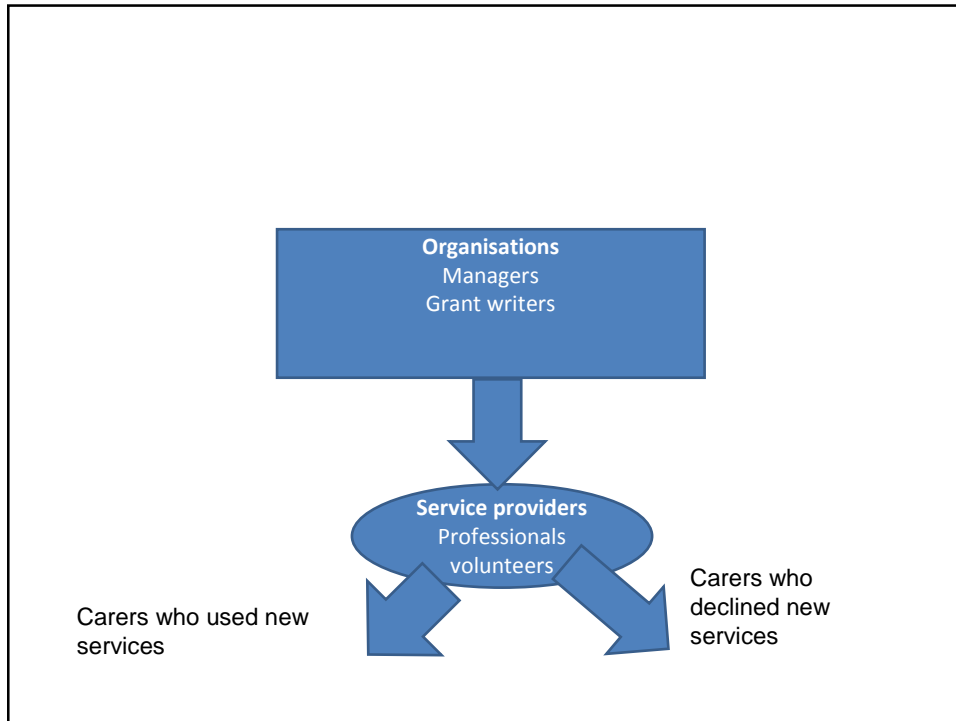 Organisations
Managers
Grant writers
Service providers
Professionals
volunteers
Carers who used new
services
Carers who
declined new
services